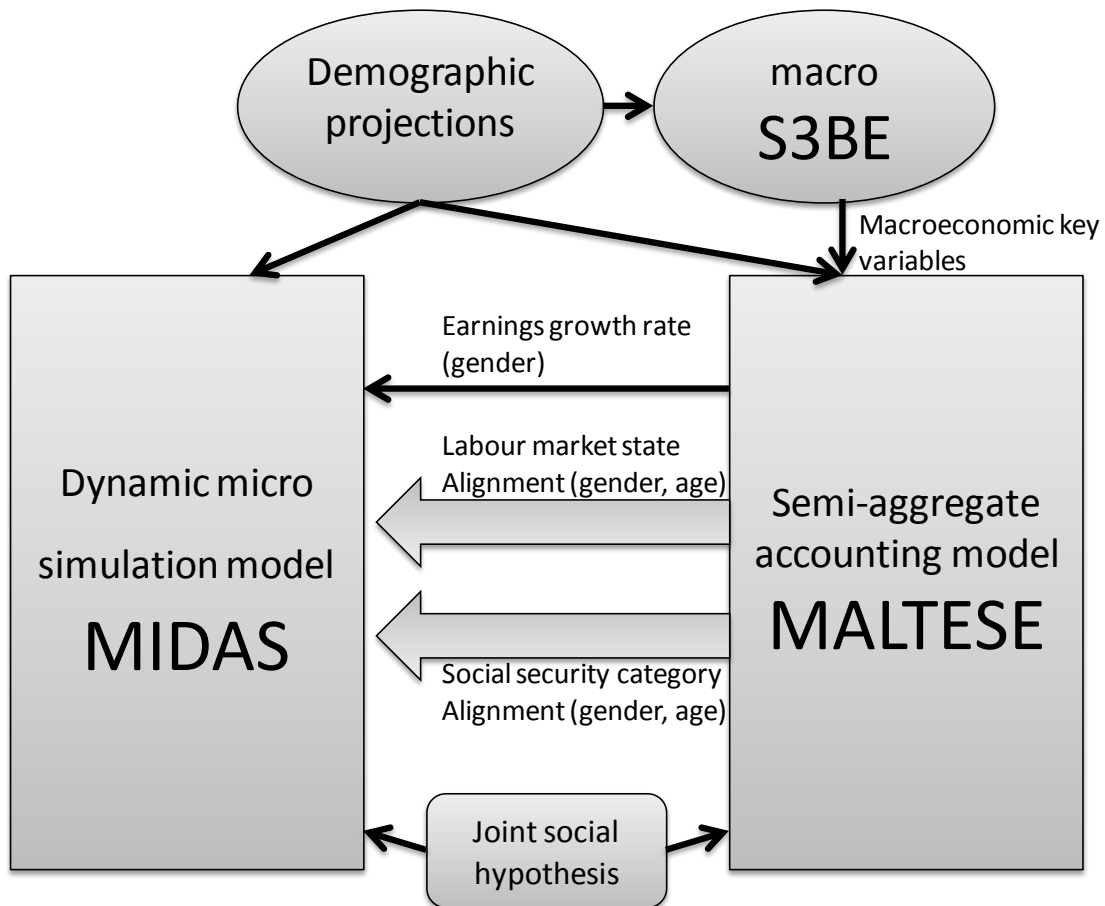 Demographic
projections
macro
S3BE
Macroeconomic key
variables
Earnings growth rate
(gender)
Labour market state
Alignment (gender, age)
Dynamic micro
simulation model
MIDAS
Semi-aggregate
accounting model
MALTESE
Social security category
Alignment (gender, age)
Joint social
hypothesis